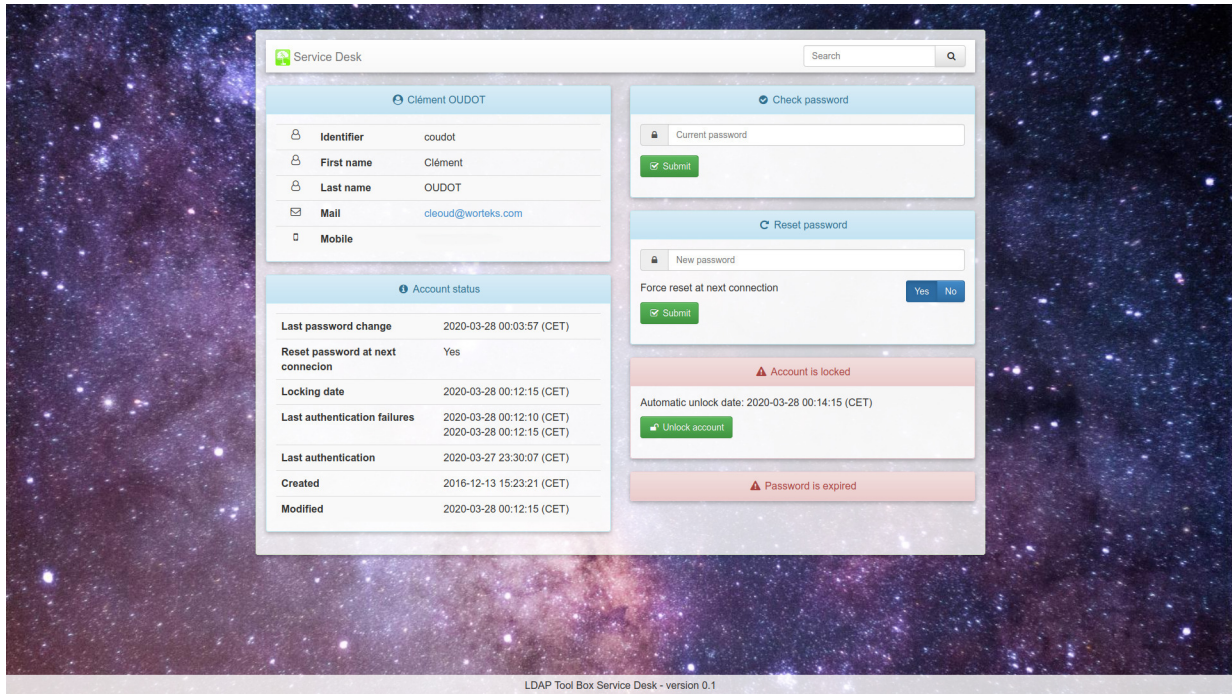 Service Desk
Search
Clément OUDOT
Identifier coudot
First name Clément
Last name OUDOT
Mail cleoud@worteks.com
Mobile
Account status
Last password change 2020-03-28 00:03:57 (CET)
Reset password at next Yes
connecion
Locking date 2020-03-28 00:12:15 (CET)
Last authentication failures 2020-03-28 00:12:10 (CET)
2020-03-28 00:12:15 (CET)
Last authentication 2020-03-27 23:30:07 (CET)
Created 2016-12-13 15:23:21 (CET)
Modified 2020-03-28 00:12:15 (CET)
Check password
Current password
Submit
Reset password
New password
Force reset at next connection Yes No
Submit
Account is locked
Automatic unlock date: 2020-03-28 00:14:15 (CET)
Unlock account
Password is expired
LDAP Tool Box Service Desk - version 0.1